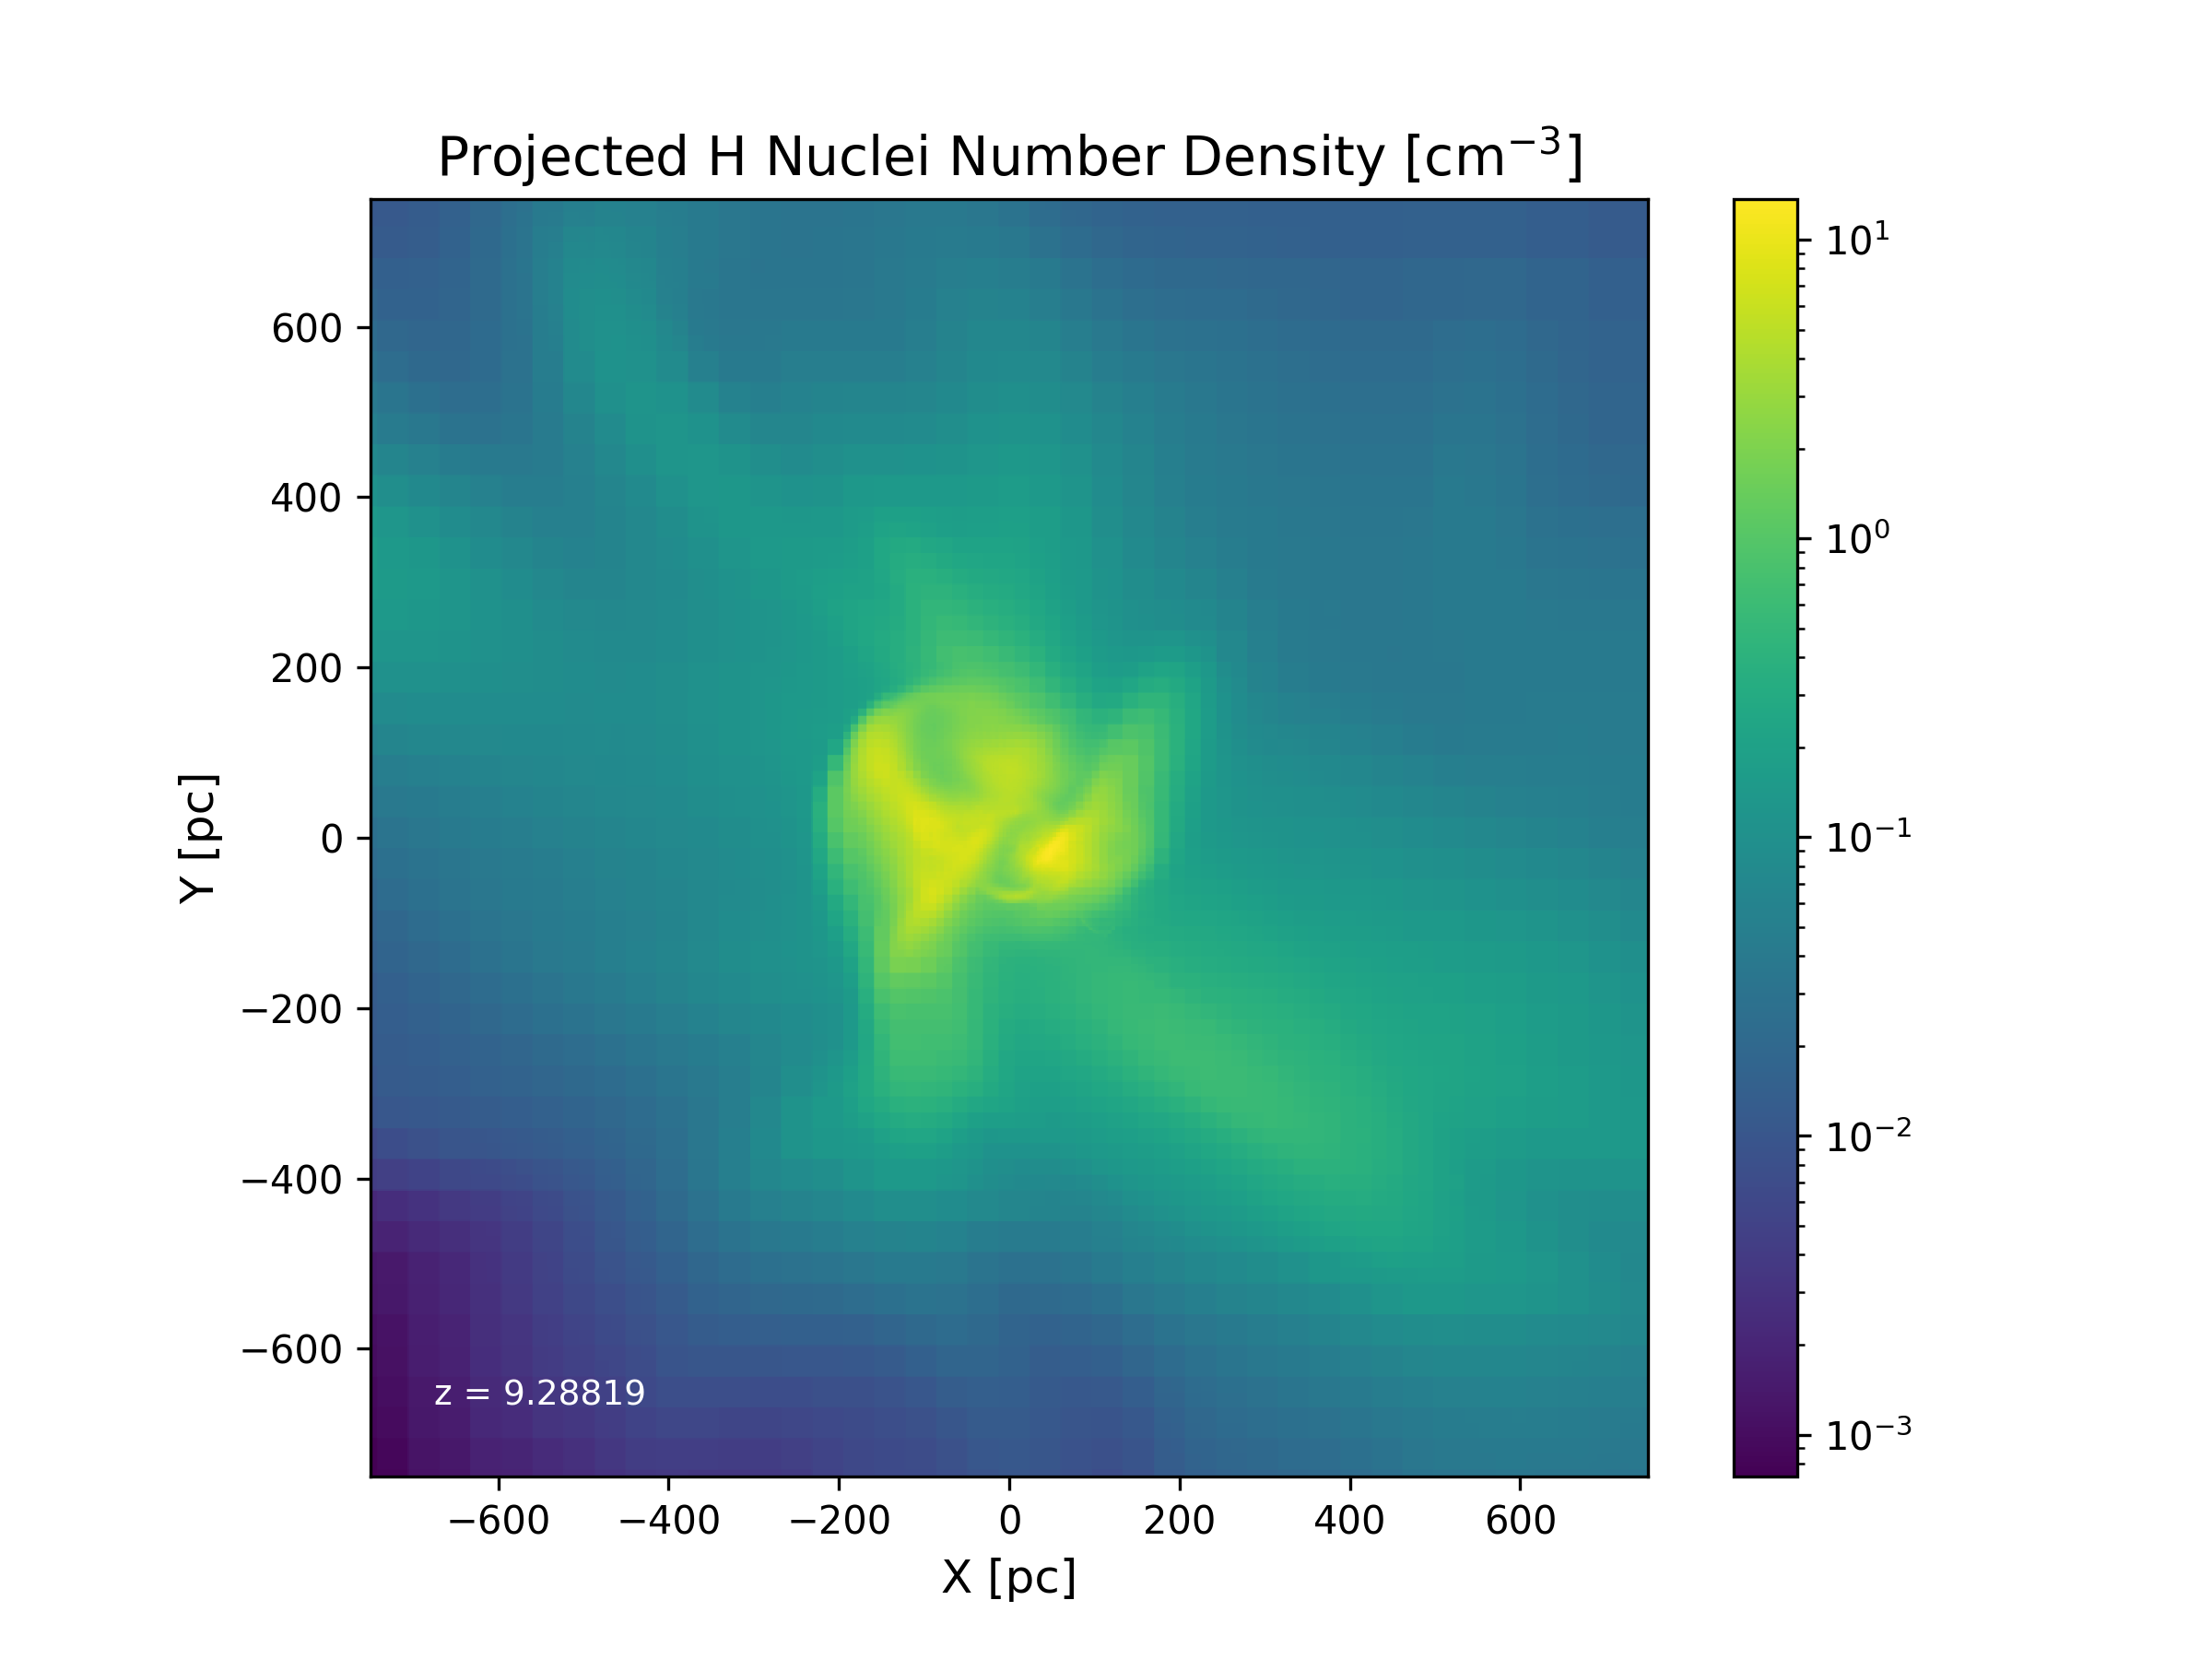 Projected H Nuclei Number Density [cm⁻³]
Y [pc]
600
400
200
0
−200
−400
−600
z = 9.28819
−600 −400 −200 0 200 400 600
X [pc]
10¹
10⁰
10⁻¹
10⁻²
10⁻³